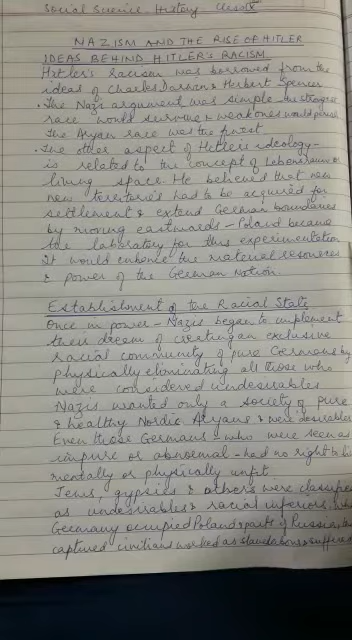 Social Science - History Class IX
NAZISM AND THE RISE OF HITLER
IDEAS BEHIND HITLER'S RACISM
Hitler's racism was borrowed from the
ideas of Charles Darwin & Herbert Spencer
• The Nazi argument was simple the strongest
race would survive & weak ones would perish
The Aryan race was the finest
• The other aspect of Hitler's ideology -
is related to the concept of Lebensraum or
living space. He believed that new
new territories had to be acquired for
settlement & extend German boundaries
by moving eastwards - Poland became
the laboratory for this experimentation
It would enhance the material resources
& power of the German Nation.
Establishment of the Racial State
Once in power - Nazis began to implement
their dream of creating an exclusive
racial community of pure Germans by
physically eliminating all those who
were considered undesirables
Nazis wanted only a society of pure
& healthy Nordic Aryans & were desirables
Even those Germans - who were seen as
impure or abnormal - had no right to li
mentally or physically unfit
Jews, gypsies & others were classified
as undesirables racial inferiors.
Germany occupied Poland & parts of Russia, the
captured civilians worked as slave labour & suffere